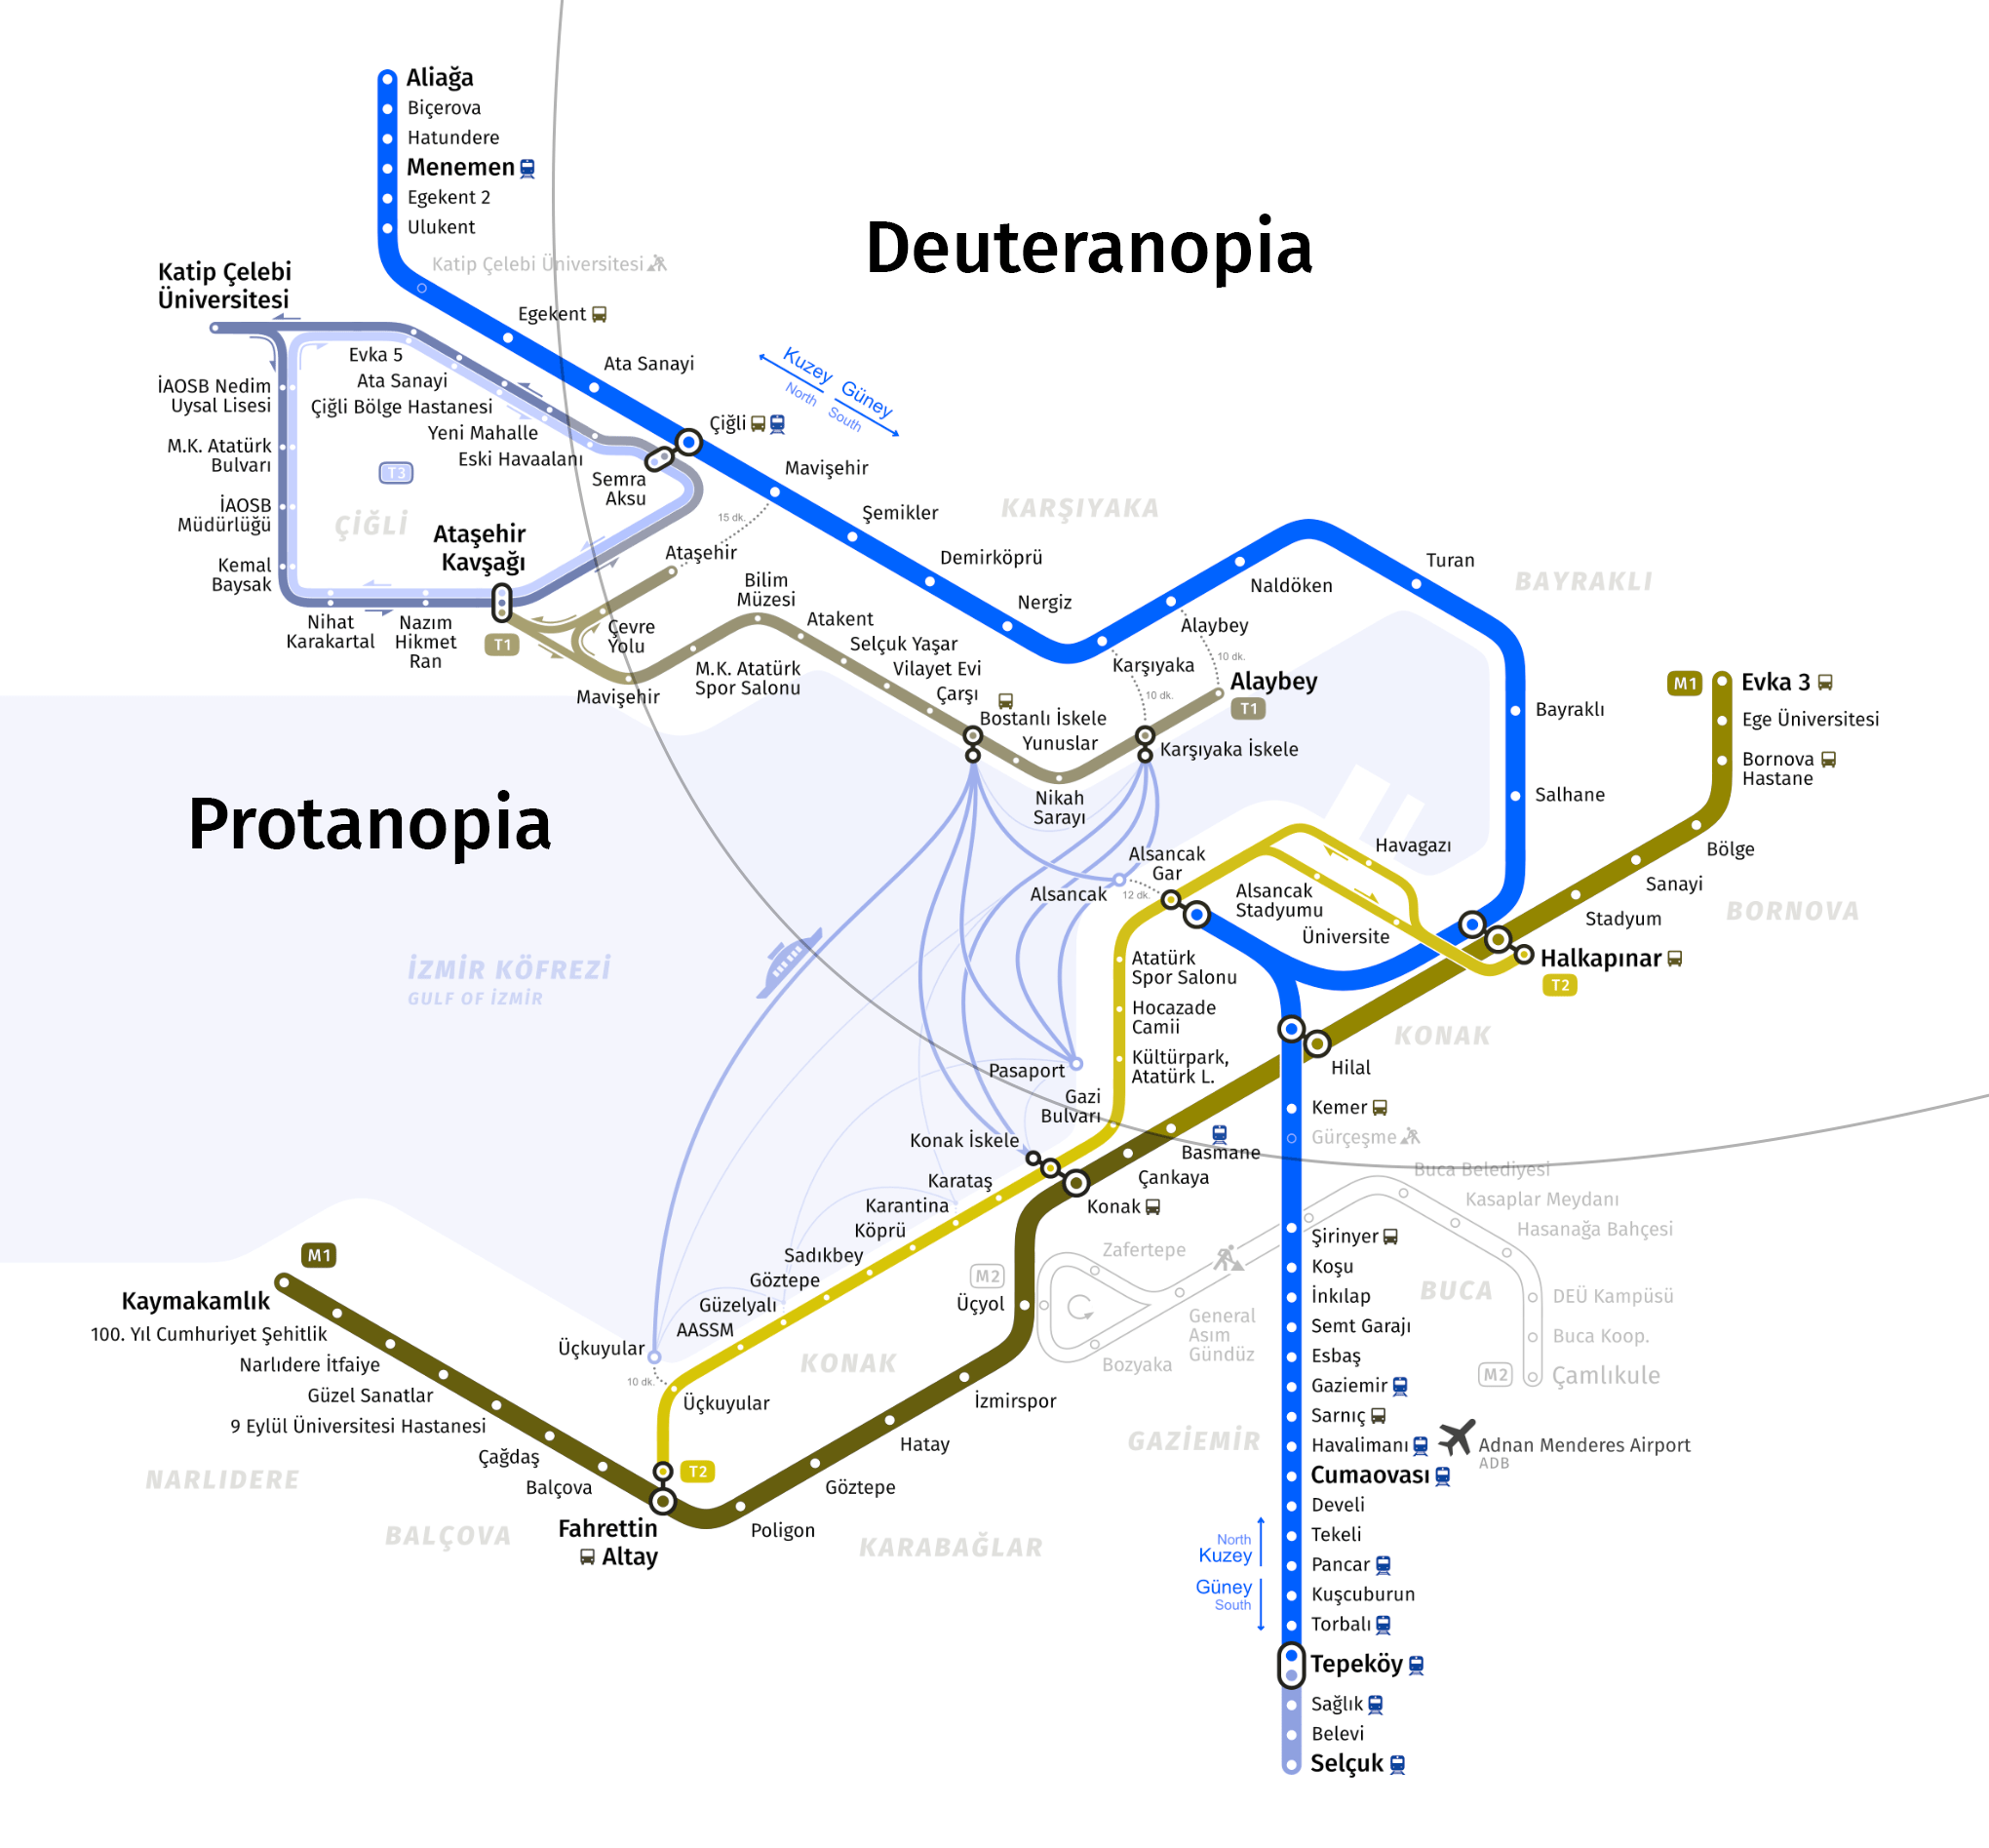 Aliağa
Biçerova
Hatundere
Menemen
Egekent 2
Ulukent
Katip Çelebi Üniversitesi
Deuteranopia
Katip Çelebi
Üniversitesi
Egekent
Ata Sanayi
Kuzey
North
Güney
South
Çiğli
Evka 5
Ata Sanayi
Çiğli Bölge Hastanesi
Yeni Mahalle
Eski Havaalanı
Semra
Aksu
İAOSB Nedim
Uysal Lisesi
M.K. Atatürk
Bulvarı
İAOSB
Müdürlüğü
Kemal
Baysak
T3
ÇİĞLİ
Ataşehir
Kavşağı
Nihat
Karakartal
Nazım
Hikmet
Ran
T1
Mavişehir
Şemikler
Demirköprü
Nergiz
KARŞIYAKA
15 dk.
Ataşehir
Çevre
Yolu
Mavişehir
Bilim
Müzesi
M.K. Atatürk
Spor Salonu
Atakent
Selçuk Yaşar
Vilayet Evi
Çarşı
Bostanlı İskele
Yunuslar
Nikah
Sarayı
Karşıyaka İskele
Karşıyaka
10 dk.
Alaybey
10 dk.
Alaybey
T1
Naldöken
Turan
BAYRAKLI
Bayraklı
Salhane
M1
Evka 3
Ege Üniversitesi
Bornova
Hastane
Bölge
Sanayi
Stadyum
BORNOVA
Halkapınar
T2
Protanopia
İZMİR KÖFREZİ
GULF OF İZMİR
Alsancak
Gar
Alsancak
12 dk.
Havagazı
Alsancak
Stadyumu
Üniversite
Atatürk
Spor Salonu
Hocazade
Camii
Kültürpark,
Atatürk L.
KONAK
Hilal
Pasaport
Gazi
Bulvarı
Konak İskele
Karataş
Karantina
Köprü
Sadıkbey
Göztepe
Güzelyalı
AASSM
Üçkuyular
10 dk.
Üçkuyular
Basmane
Çankaya
Konak
Kemer
Gürçeşme
Buca Belediyesi
Kasaplar Meydanı
Hasanağa Bahçesi
DEÜ Kampüsü
Buca Koop.
M2
Çamlıkule
BUCA
Zafertepe
M2
Üçyol
General
Asım
Gündüz
Bozyaka
KONAK
İzmirspor
Hatay
Göztepe
Poligon
M1
Kaymakamlık
100. Yıl Cumhuriyet Şehitlik
Narlıdere İtfaiye
Güzel Sanatlar
9 Eylül Üniversitesi Hastanesi
Çağdaş
Balçova
T2
Fahrettin
Altay
NARLIDERE
BALÇOVA
KARABAĞLAR
GAZİEMİR
Şirinyer
Koşu
İnkılap
Semt Garajı
Esbaş
Gaziemir
Sarnıç
Havalimanı
Adnan Menderes Airport
ADB
Cumaovası
Develi
Tekeli
Pancar
Kuşcuburun
Torbalı
North
Kuzey
Güney
South
Tepeköy
Sağlık
Belevi
Selçuk